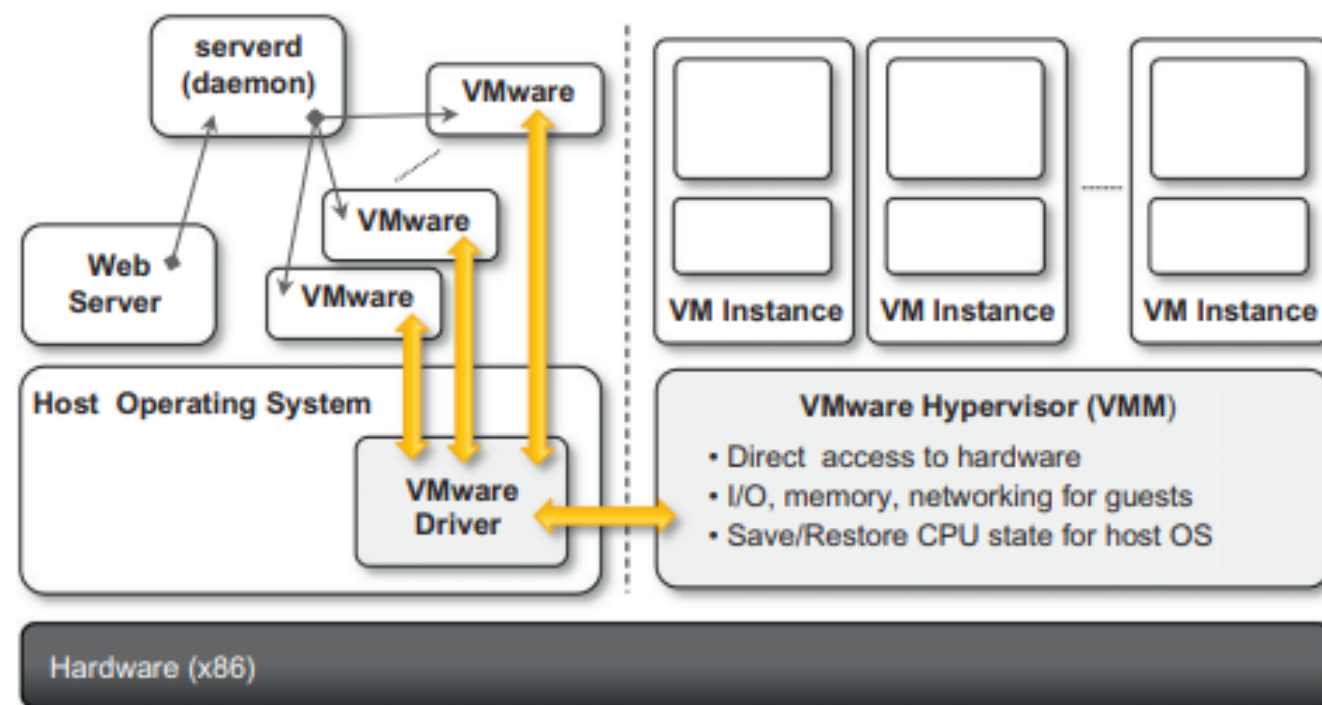 serverd
(daemon)
VMware
VMware
VMware
Web
Server
Host Operating System
VMware
Driver
VM Instance
VM Instance
VM Instance
VMware Hypervisor (VMM)
• Direct access to hardware
• I/O, memory, networking for guests
• Save/Restore CPU state for host OS
Hardware (x86)